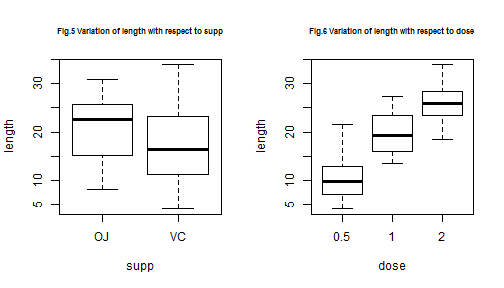 Fig.5 Variation of length with respect to supp
length
30
20
10
5
OJ VC
supp
Fig.6 Variation of length with respect to dose
length
30
20
10
5
0.5 1 2
dose